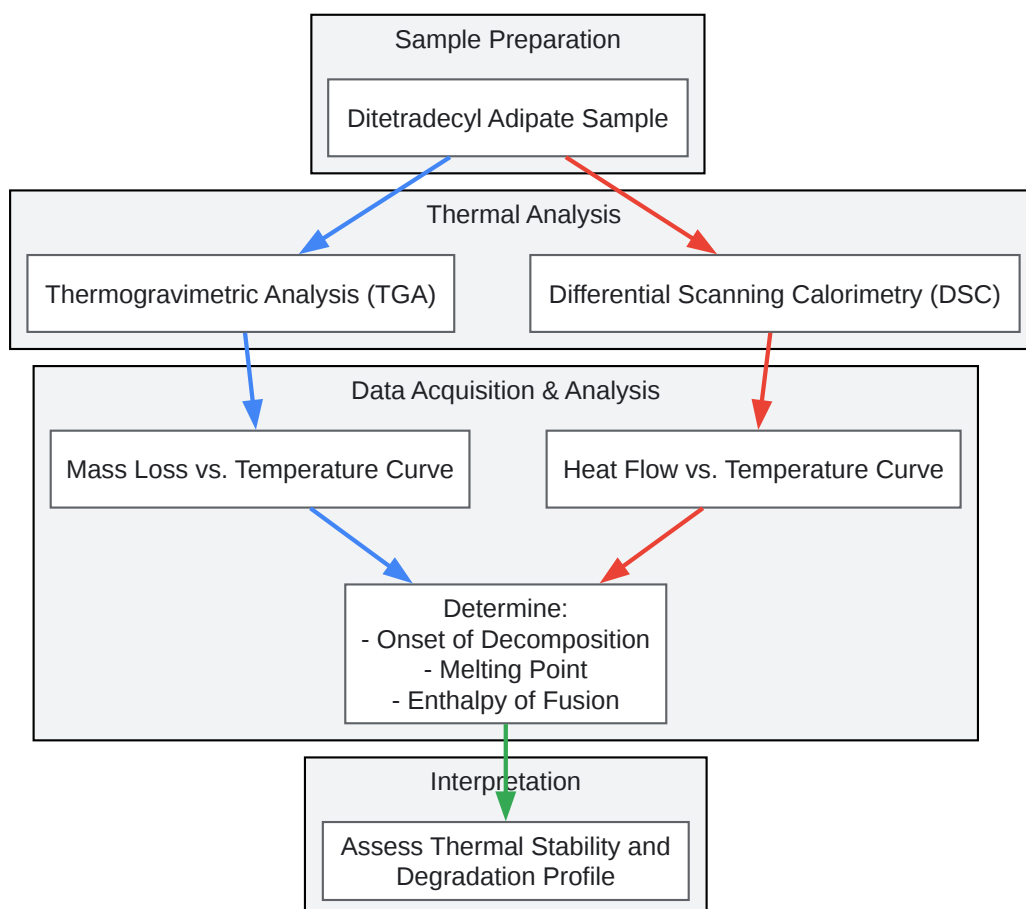 Sample Preparation
Ditetradecyl Adipate Sample
Thermal Analysis
Thermogravimetric Analysis (TGA)
Differential Scanning Calorimetry (DSC)
Data Acquisition & Analysis
Mass Loss vs. Temperature Curve
Heat Flow vs. Temperature Curve
Determine:
- Onset of Decomposition
- Melting Point
- Enthalpy of Fusion
Interpretation
Assess Thermal Stability and
Degradation Profile